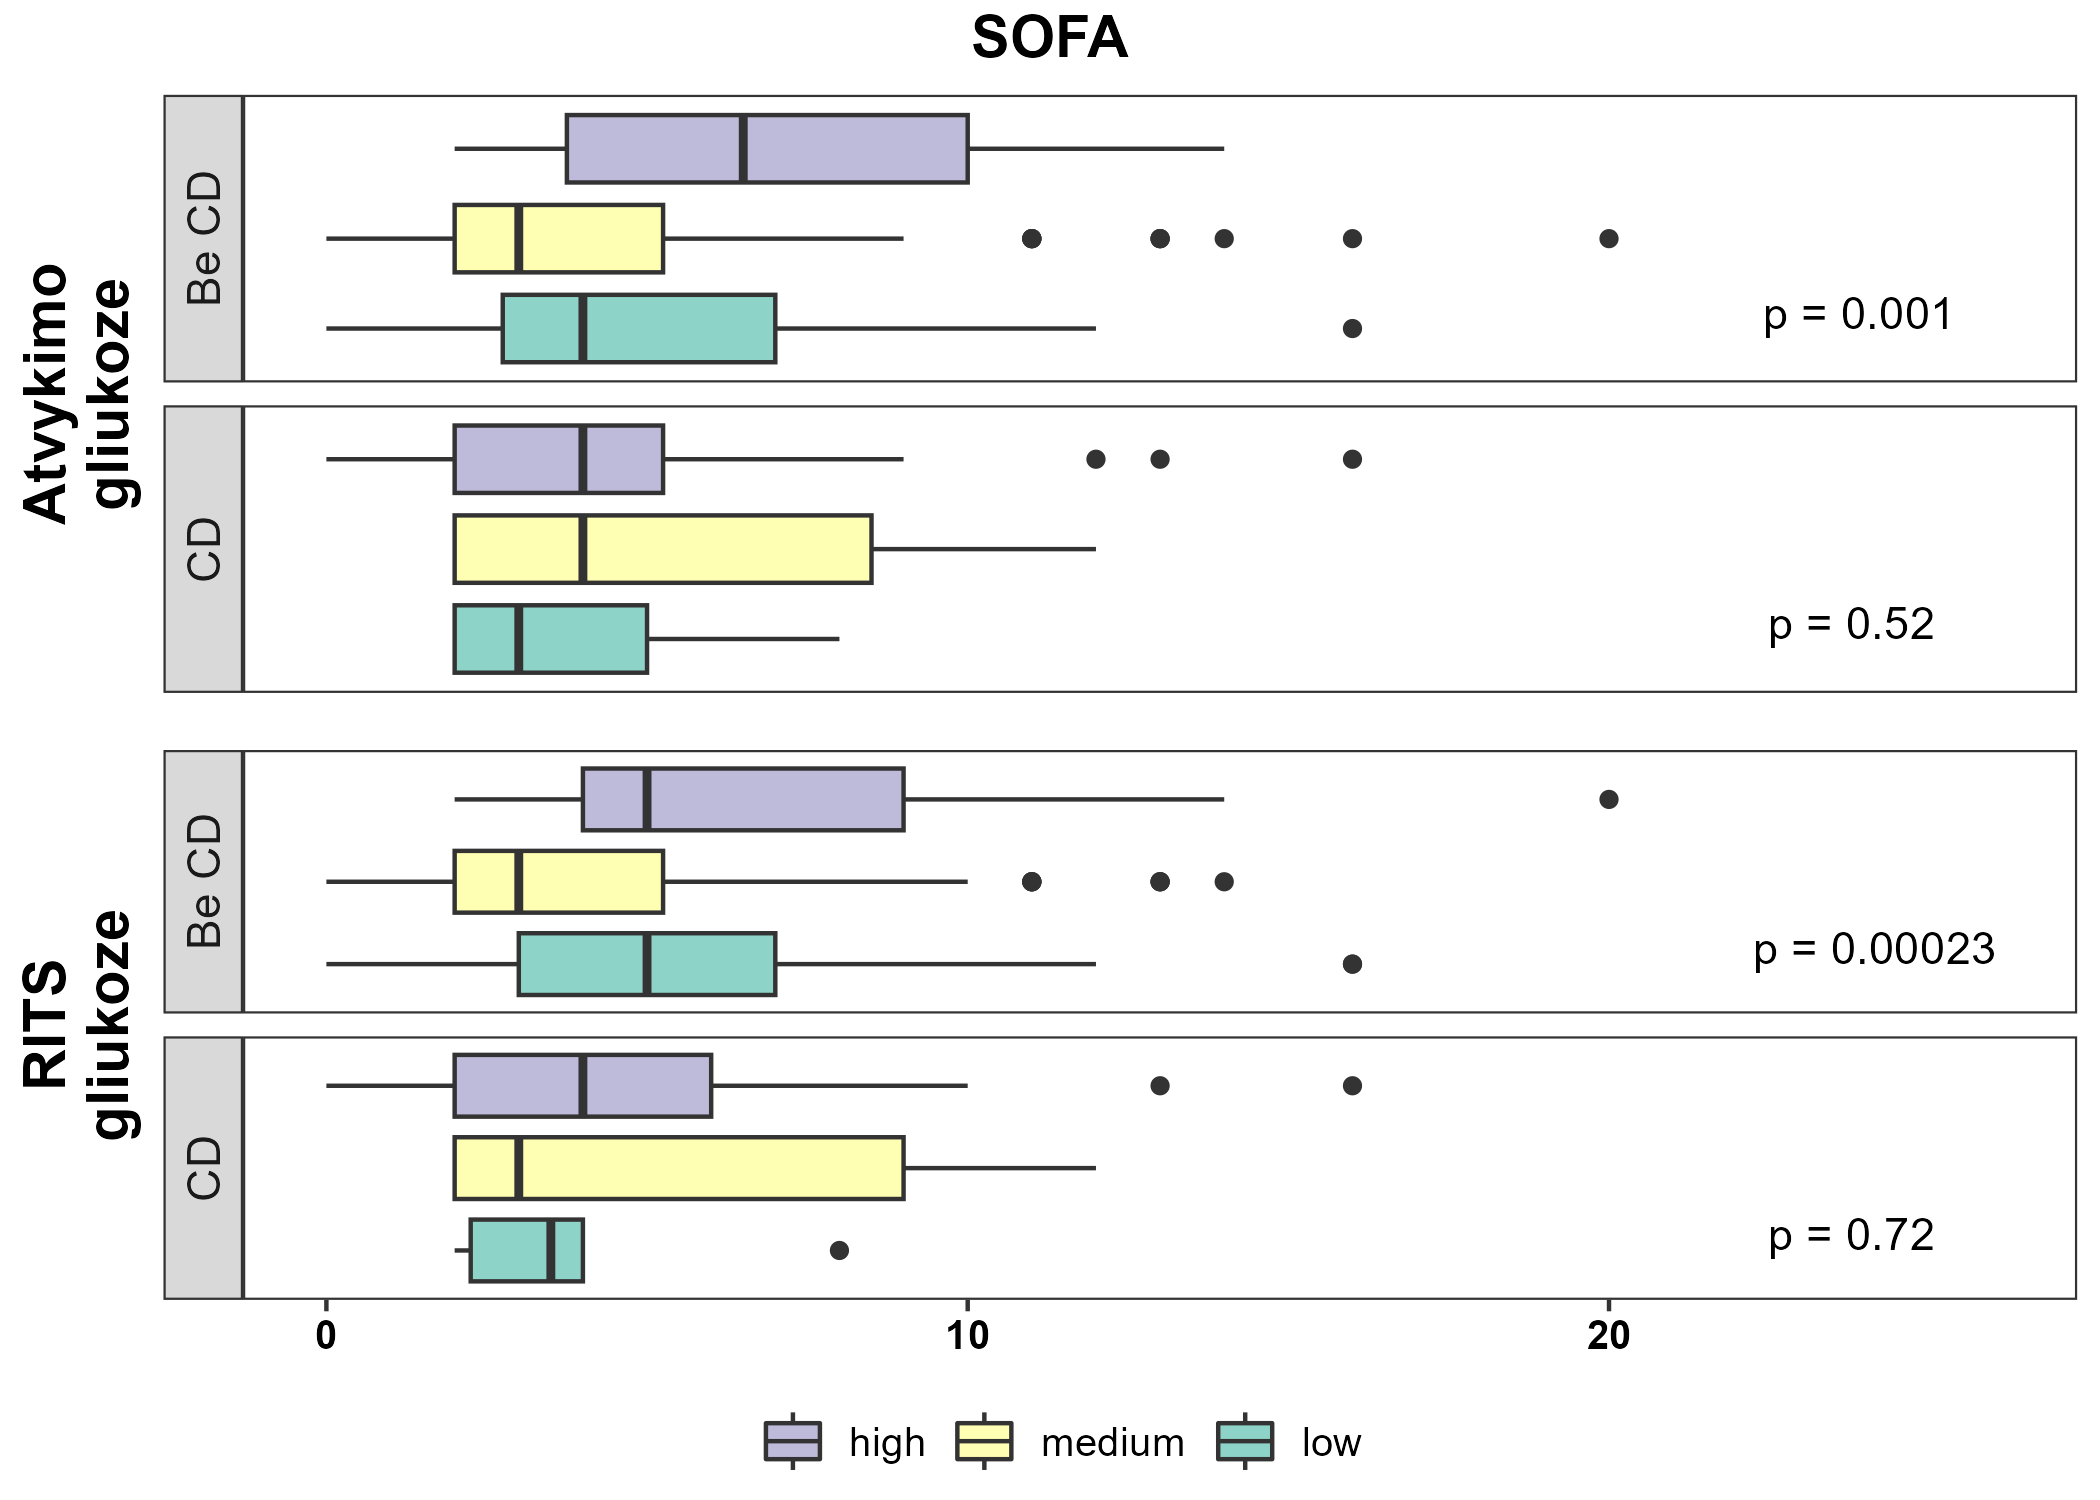 SOFA
Atvykimo
gliukoze
Be CD
p = 0.001
CD
p = 0.52
RITS
gliukoze
Be CD
p = 0.00023
CD
p = 0.72
0 10 20
high medium low